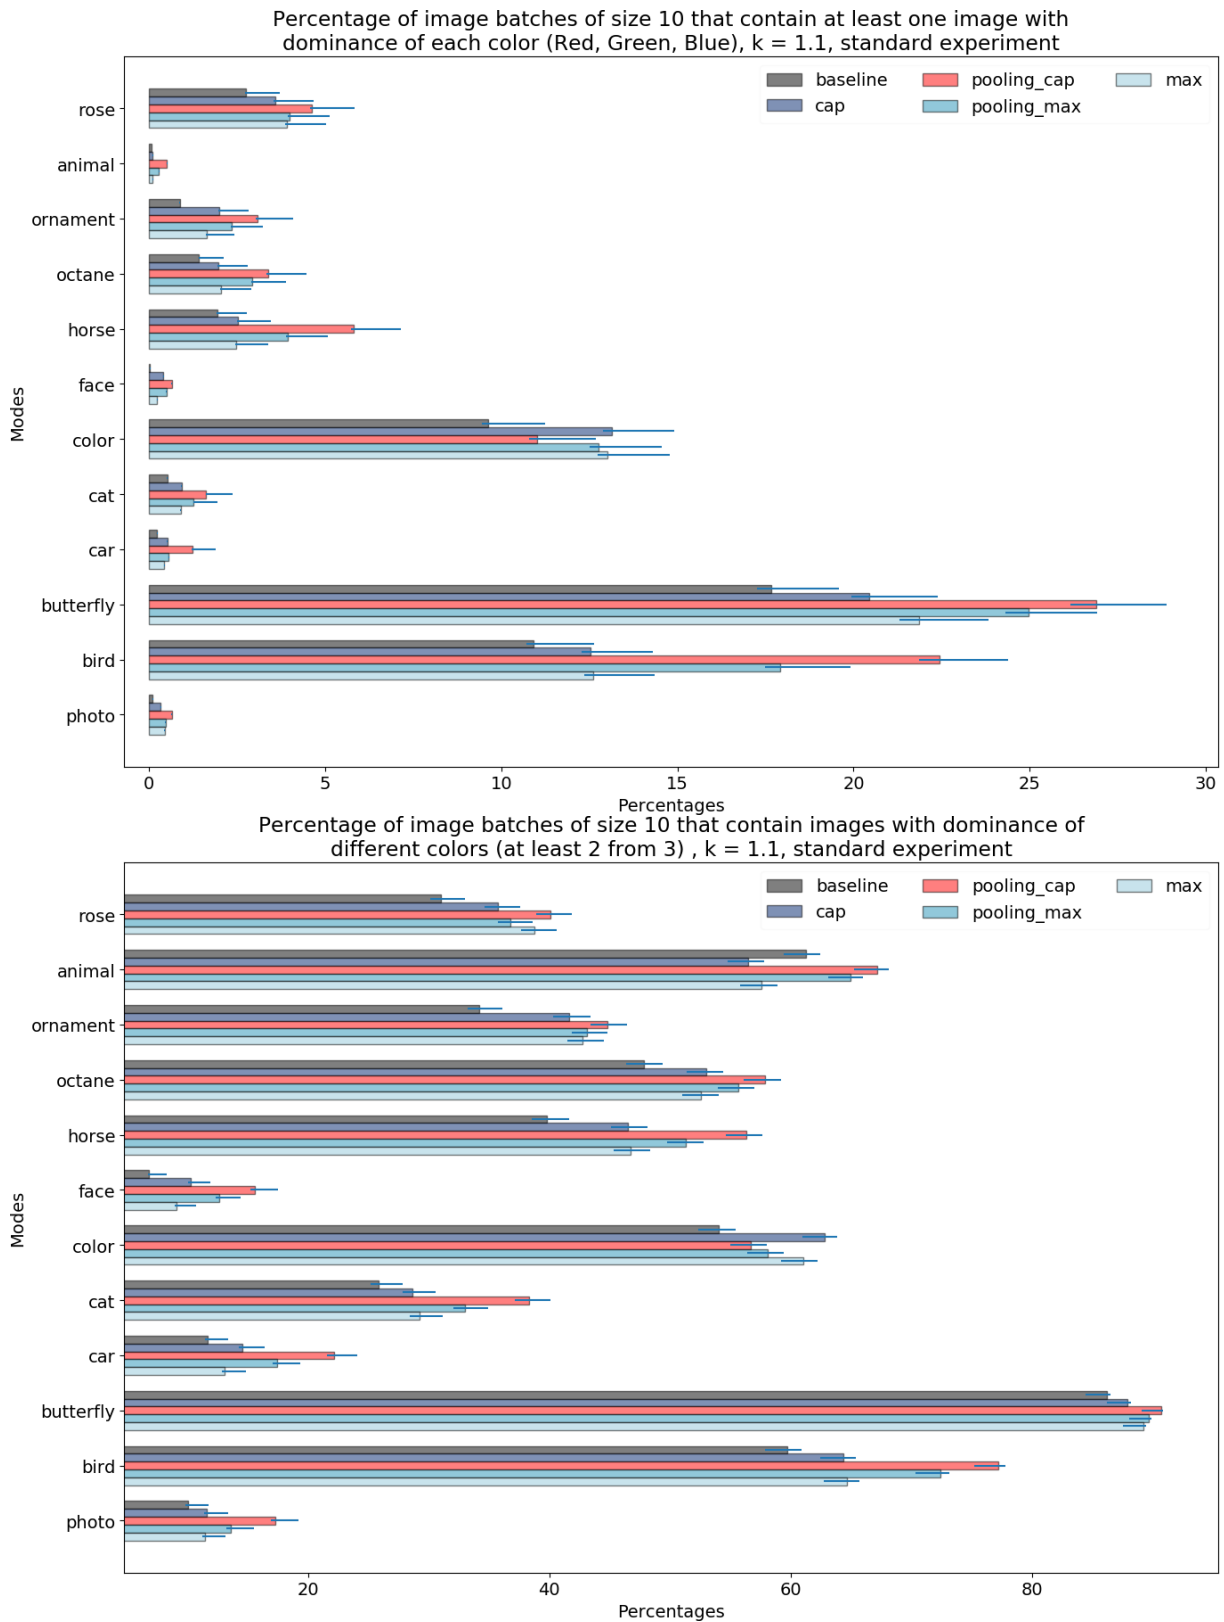 Percentage of image batches of size 10 that contain at least one image with
dominance of each color (Red, Green, Blue), k = 1.1, standard experiment
baseline
cap
pooling_cap
pooling_max
max
rose
animal
ornament
octane
horse
face
color
cat
car
butterfly
bird
photo
Modes
0 5 10 15 20 25 30
Percentages
Percentage of image batches of size 10 that contain images with dominance of
different colors (at least 2 from 3) , k = 1.1, standard experiment
baseline
cap
pooling_cap
pooling_max
max
rose
animal
ornament
octane
horse
face
color
cat
car
butterfly
bird
photo
Modes
20 40 60 80
Percentages